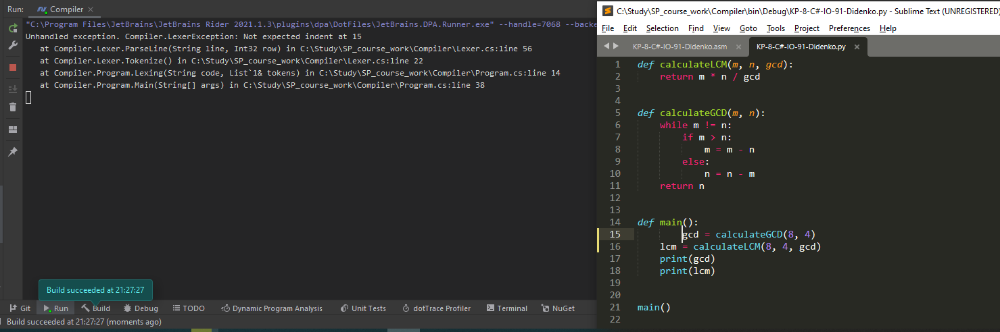 Run: Compiler
"C:\Program Files\JetBrains\JetBrains Rider 2021.1.3\plugins\dpa\DotFiles\JetBrains.DPA.Runner.exe" --handle=7068 --backe
Unhandled exception. Compiler.LexerException: Not expected indent at 15
   at Compiler.Lexer.ParseLine(String line, Int32 row) in C:\Study\SP_course_work\Compiler\Lexer.cs:line 56
   at Compiler.Lexer.Tokenize() in C:\Study\SP_course_work\Compiler\Lexer.cs:line 22
   at Compiler.Program.Lexing(String code, List`1& tokens) in C:\Study\SP_course_work\Compiler\Program.cs:line 14
   at Compiler.Program.Main(String[] args) in C:\Study\SP_course_work\Compiler\Program.cs:line 38
Build succeeded at 21:27:27
Git Run Build Debug TODO Dynamic Program Analysis Unit Tests dotTrace Profiler Terminal NuGet
Build succeeded at 21:27:27 (moments ago)
C:\Study\SP_course_work\Compiler\bin\Debug\KP-8-C#-IO-91-Didenko.py - Sublime Text (UNREGISTERED)
File Edit Selection Find View Goto Tools Project Preferences Help
KP-8-C#-IO-91-Didenko.asm KP-8-C#-IO-91-Didenko.py
1 def calculateLCM(m, n, gcd):
2     return m * n / gcd
3
4
5 def calculateGCD(m, n):
6     while m != n:
7         if m > n:
8             m = m - n
9         else:
10             n = n - m
11     return n
12
13
14 def main():
15         gcd = calculateGCD(8, 4)
16     lcm = calculateLCM(8, 4, gcd)
17     print(gcd)
18     print(lcm)
19
20
21 main()
22